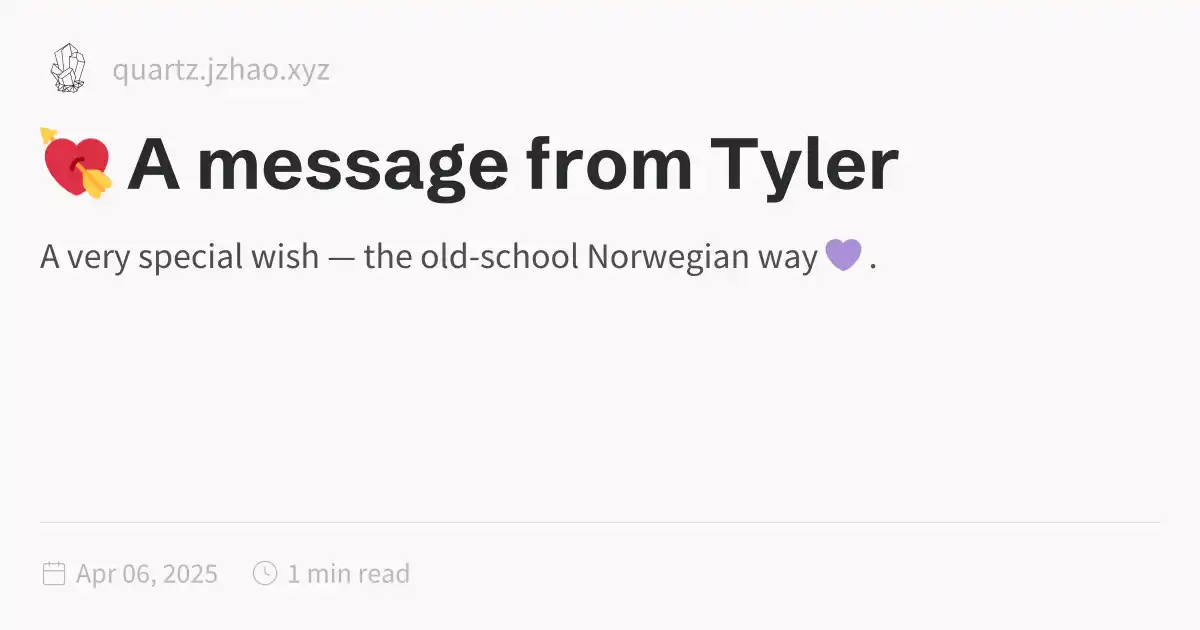 quartz.jzhao.xyz
💘 A message from Tyler
A very special wish — the old-school Norwegian way 💜 .
Apr 06, 2025 1 min read